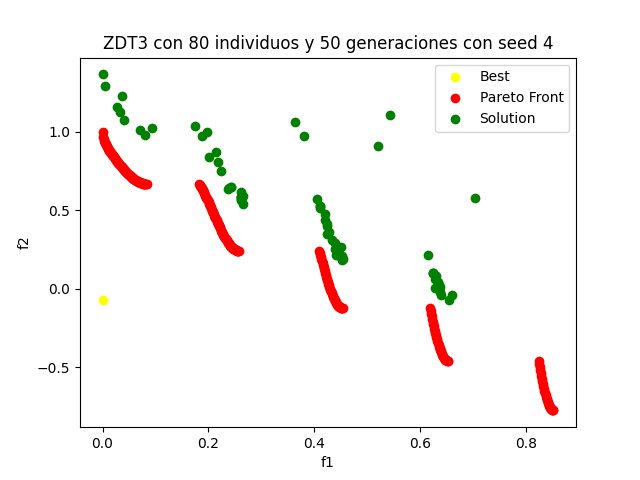 ZDT3 con 80 individuos y 50 generaciones con seed 4
Best
Pareto Front
Solution
f2
1.0
0.5
0.0
−0.5
0.0
0.2
0.4
0.6
0.8
f1